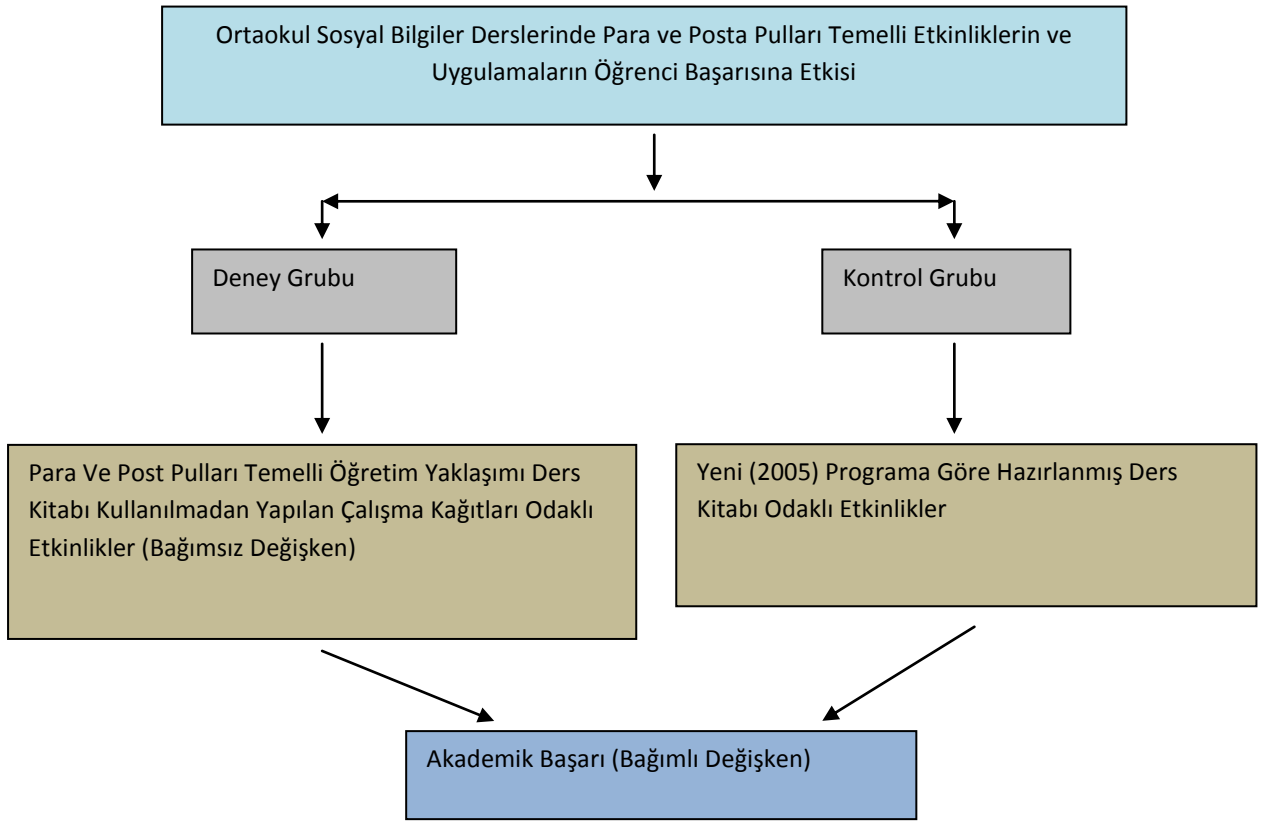 Ortaokul Sosyal Bilgiler Derslerinde Para ve Posta Pulları Temelli Etkinliklerin ve
Uygulamaların Öğrenci Başarısına Etkisi
Deney Grubu
Kontrol Grubu
Para Ve Post Pulları Temelli Öğretim Yaklaşımı Ders
Kitabı Kullanılmadan Yapılan Çalışma Kağıtları Odaklı
Etkinlikler (Bağımsız Değişken)
Yeni (2005) Programa Göre Hazırlanmış Ders
Kitabı Odaklı Etkinlikler
Akademik Başarı (Bağımlı Değişken)